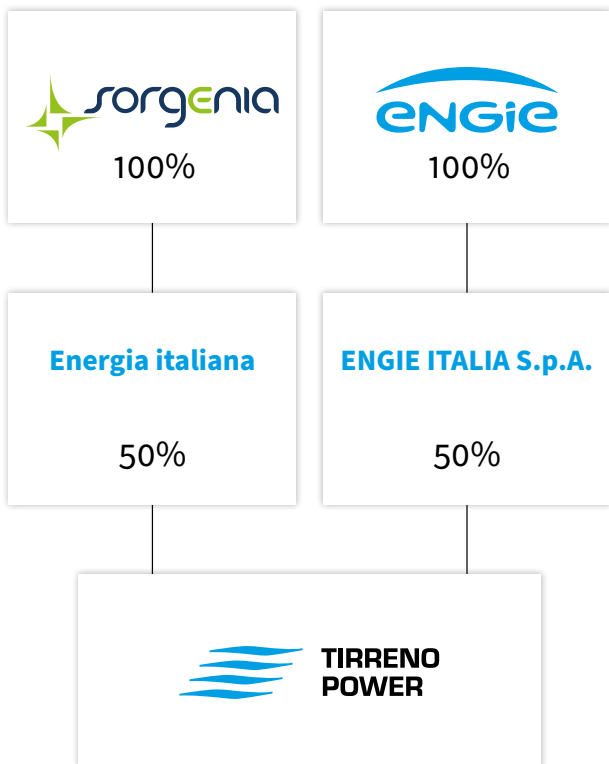 sorgenia
100%
ENGIE
100%
Energia italiana
50%
ENGIE ITALIA S.p.A.
50%
TIRRENO
POWER